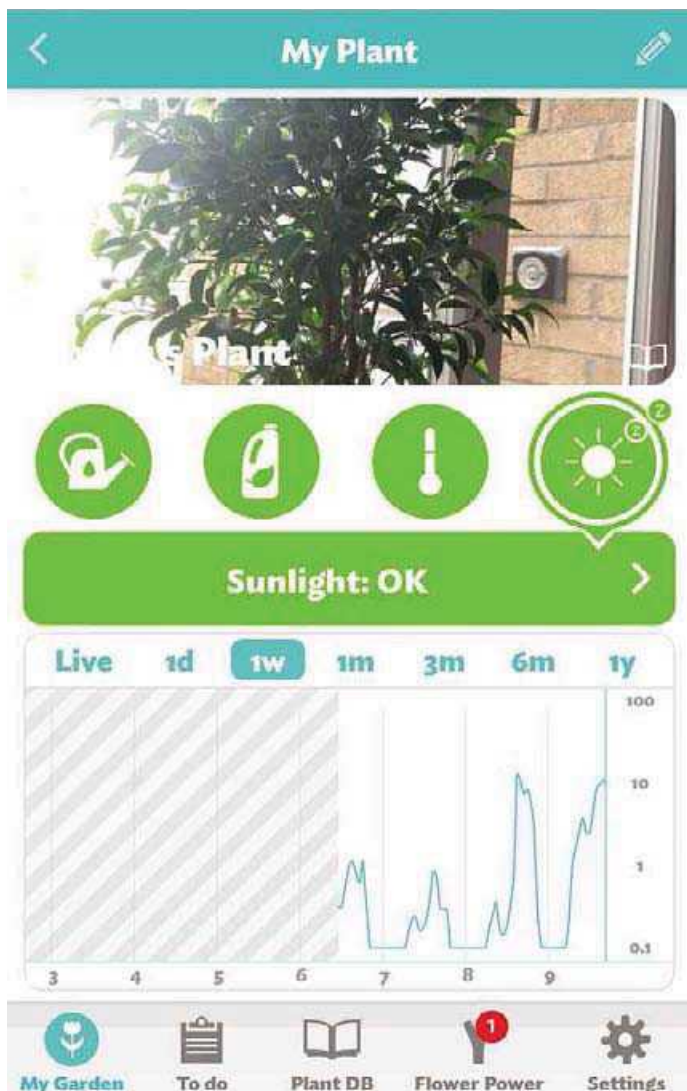 My Plant
s Plant
z
z
Sunlight: OK
Live 1d 1w 1m 3m 6m 1y
100
10
1
0.1
3 4 5 6 7 8 9
1
My Garden To do Plant DB Flower Power Settings